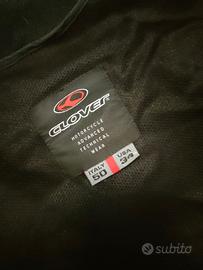 CLOVER
MOTORCYCLE
ADVANCED
TECHNICAL
WEAR
ITALY
50
USA
34
subito